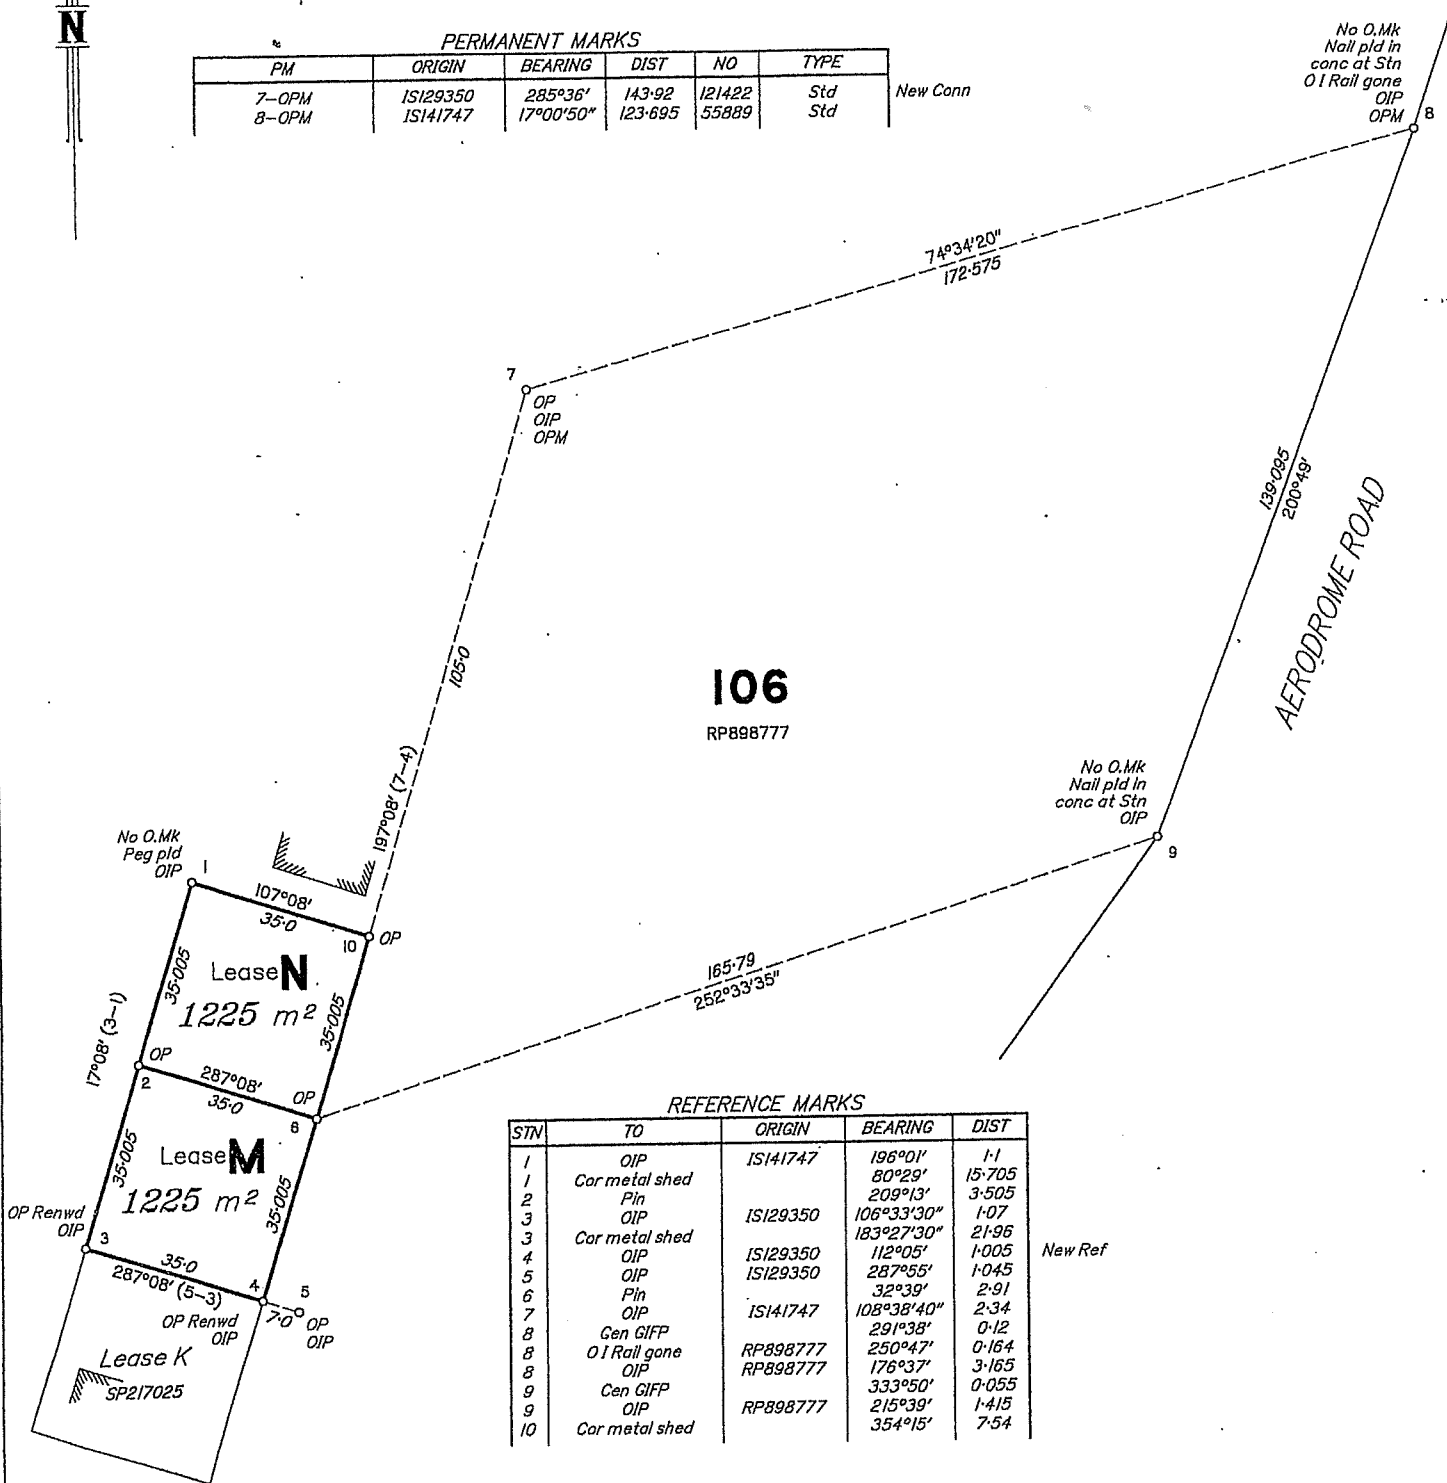 N
PERMANENT MARKS
PM ORIGIN BEARING DIST NO TYPE
7-OPM IS129350 285°36' 143·92 121422 Std New Conn
8-OPM IS141747 17°00'50" 123·695 55889 Std
No O.Mk
Nail pld in
conc at Stn
O I Rail gone
OIP
OPM
8
74°34'20"
172·575
7
OP
OIP
OPM
139·095
200°49'
AERODROME ROAD
105·0
106
RP898777
197°08' (7-4)
No O.Mk
Nail pld in
conc at Stn
OIP
9
No O.Mk
Peg pld
OIP
1
107°08'
35·0
10 OP
35·005
Lease N
1225 m²
35·005
165·79
252°33'35"
17°08' (3-1)
OP
2
287°08'
35·0
OP
6
Lease M
1225 m²
35·005
35·005
OP Renwd
OIP
3
35·0
287°08' (5-3)
4
5
7·0
OP
OIP
OP Renwd
OIP
Lease K
SP217025
REFERENCE MARKS
STN TO ORIGIN BEARING DIST
1 OIP IS141747 196°01' 1·1
1 Cor metal shed 80°29' 15·705
2 Pin 209°13' 3·505
3 OIP IS129350 106°33'30" 1·07
3 Cor metal shed 183°27'30" 21·96
4 OIP IS129350 112°05' 1·005 New Ref
5 OIP IS129350 287°55' 1·045
6 Pin 32°39' 2·91
7 OIP IS141747 108°38'40" 2·34
8 Cen GIFP 291°38' 0·12
8 O I Rail gone RP898777 250°47' 0·164
8 OIP RP898777 176°37' 3·165
9 Cen GIFP 333°50' 0·055
9 OIP RP898777 215°39' 1·415
10 Cor metal shed 354°15' 7·54